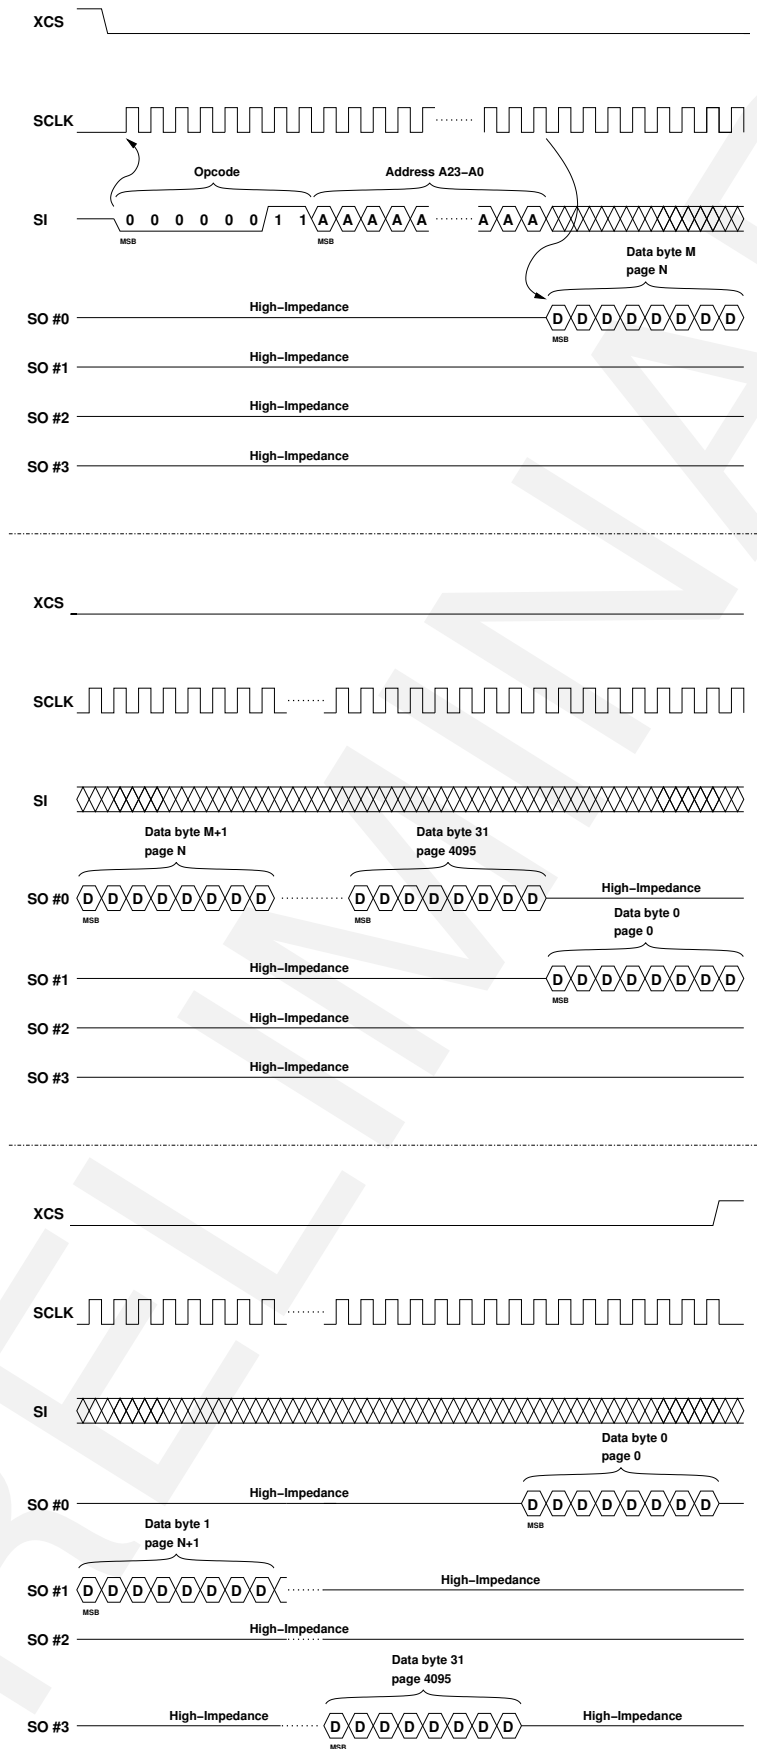 XCS
SCLK
Opcode
Address A23–A0
SI
0 0 0 0 0 0 1 1 A A A A A A A A
MSB
MSB
Data byte M
page N
High–Impedance
SO #0
D D D D D D D D
MSB
High–Impedance
SO #1
High–Impedance
SO #2
High–Impedance
SO #3
XCS
SCLK
SI
Data byte M+1
page N
Data byte 31
page 4095
SO #0
D D D D D D D D
D D D D D D D D
High–Impedance
MSB
MSB
Data byte 0
page 0
High–Impedance
SO #1
D D D D D D D D
MSB
High–Impedance
SO #2
High–Impedance
SO #3
XCS
SCLK
SI
Data byte 0
page 0
High–Impedance
SO #0
D D D D D D D D
MSB
Data byte 1
page N+1
SO #1
D D D D D D D D
High–Impedance
MSB
High–Impedance
SO #2
Data byte 31
page 4095
High–Impedance
SO #3
D D D D D D D D
High–Impedance
MSB
RELIMINA